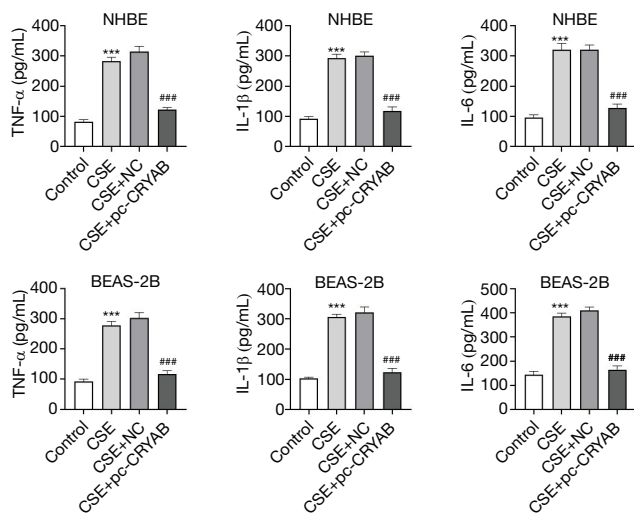 NHBE
TNF-α (pg/mL)
400
300
200
100
0
***
###
Control
CSE
CSE+NC
CSE+pc-CRYAB
NHBE
IL-1β (pg/mL)
400
300
200
100
0
***
###
Control
CSE
CSE+NC
CSE+pc-CRYAB
NHBE
IL-6 (pg/mL)
400
300
200
100
0
***
###
Control
CSE
CSE+NC
CSE+pc-CRYAB
BEAS-2B
TNF-α (pg/mL)
400
300
200
100
0
***
###
Control
CSE
CSE+NC
CSE+pc-CRYAB
BEAS-2B
IL-1β (pg/mL)
400
300
200
100
0
***
###
Control
CSE
CSE+NC
CSE+pc-CRYAB
BEAS-2B
IL-6 (pg/mL)
500
400
300
200
100
0
***
###
Control
CSE
CSE+NC
CSE+pc-CRYAB